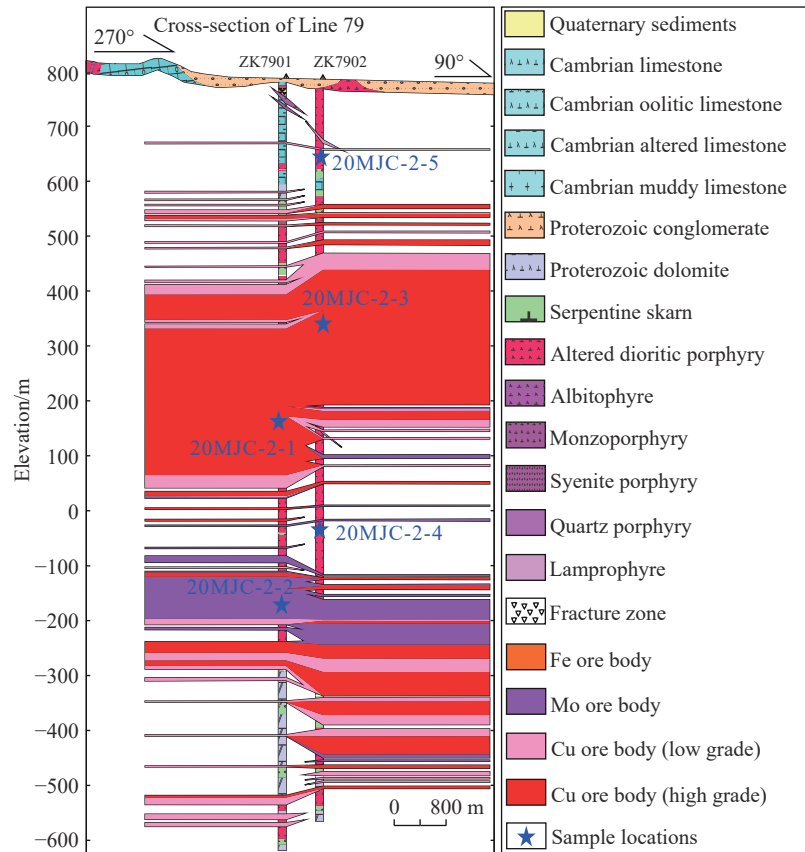 Cross-section of Line 79
270°
ZK7901
ZK7902
90°
Elevation/m
800
700
600
500
400
300
200
100
0
−100
−200
−300
−400
−500
−600
20MJC-2-5
20MJC-2-3
20MJC-2-1
20MJC-2-4
20MJC-2-2
0 800 m
Quaternary sediments
Cambrian limestone
Cambrian oolitic limestone
Cambrian altered limestone
Cambrian muddy limestone
Proterozoic conglomerate
Proterozoic dolomite
Serpentine skarn
Altered dioritic porphyry
Albitophyre
Monzoporphyry
Syenite porphyry
Quartz porphyry
Lamprophyre
Fracture zone
Fe ore body
Mo ore body
Cu ore body (low grade)
Cu ore body (high grade)
Sample locations